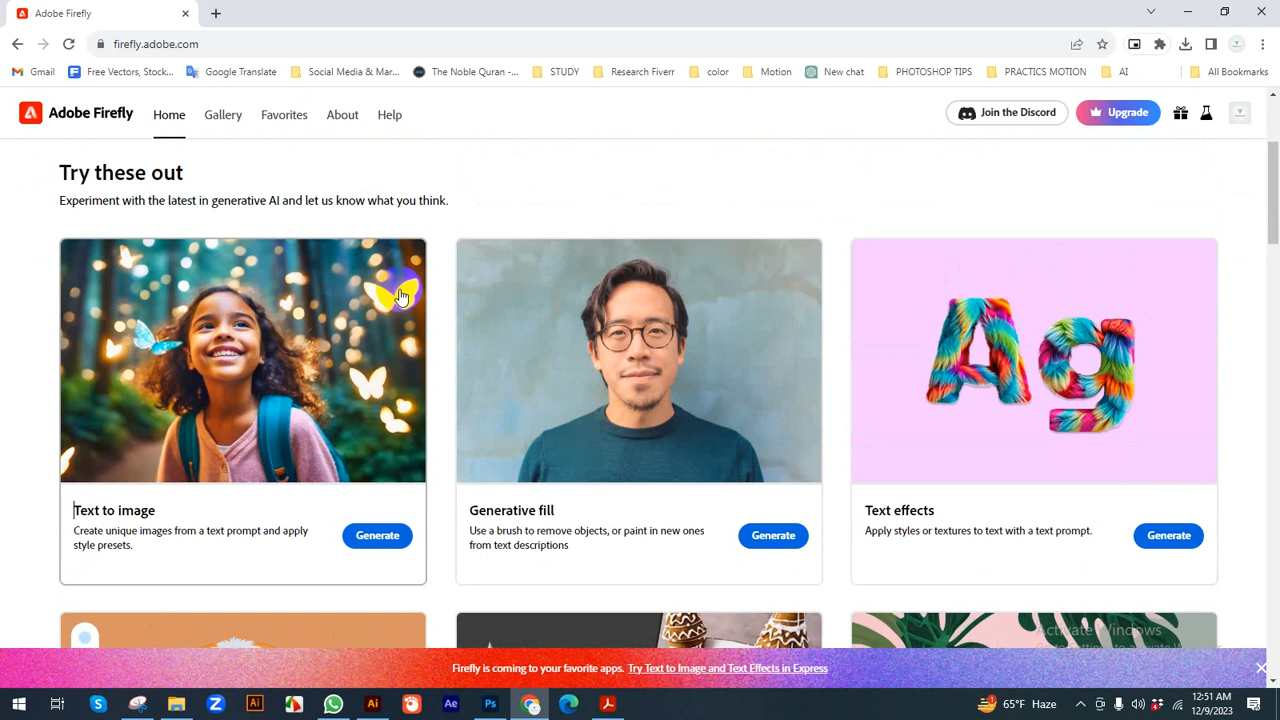 Adobe Firefly
firefly.adobe.com
Gmail
Free Vectors, Stock...
Google Translate
Social Media & Mar...
The Noble Quran -...
STUDY
Research Fiverr
color
Motion
New chat
PHOTOSHOP TIPS
PRACTICS MOTION
AI
All Bookmarks
Adobe Firefly
Home
Gallery
Favorites
About
Help
Join the Discord
Upgrade
Try these out
Experiment with the latest in generative AI and let us know what you think.
Ag
Text to image
Create unique images from a text prompt and apply
style presets.
Generate
Generative fill
Use a brush to remove objects, or paint in new ones
from text descriptions
Generate
Text effects
Apply styles or textures to text with a text prompt.
Generate
Activate Windows
Firefly is coming to your favorite apps. Try Text to Image and Text Effects in Express
Ai
Ai
Ae
Ps
65°F Haze
12:51 AM
12/9/2023